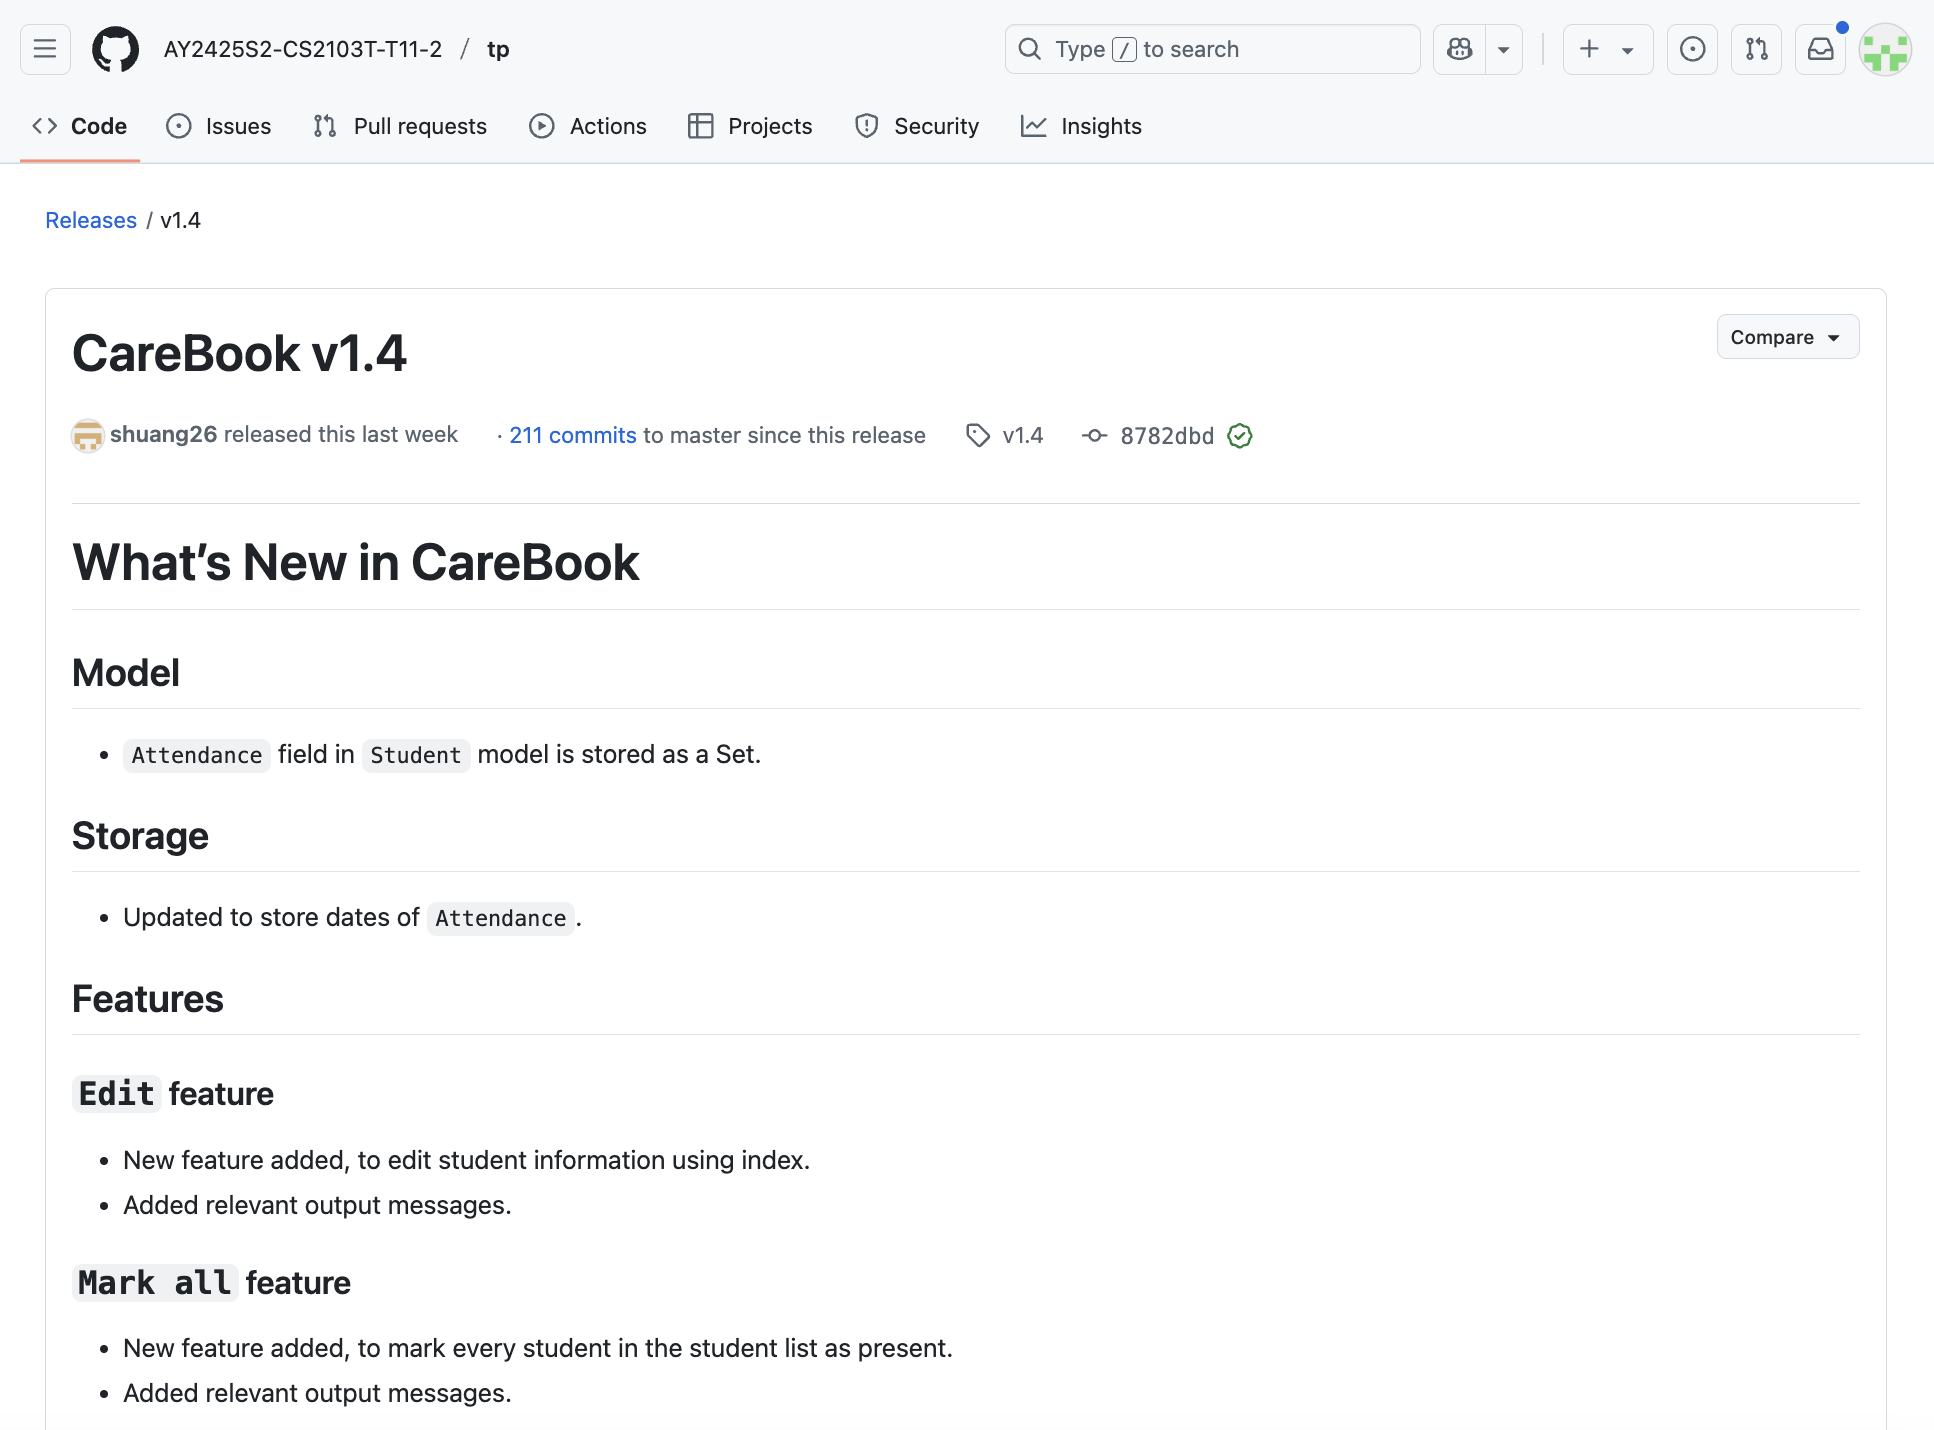 AY2425S2-CS2103T-T11-2 / tp
Type / to search
Code Issues Pull requests Actions Projects Security Insights
Releases / v1.4
CareBook v1.4
Compare
shuang26 released this last week · 211 commits to master since this release v1.4 8782dbd
What’s New in CareBook
Model
• Attendance field in Student model is stored as a Set.
Storage
• Updated to store dates of Attendance.
Features
Edit feature
• New feature added, to edit student information using index.
• Added relevant output messages.
Mark all feature
• New feature added, to mark every student in the student list as present.
• Added relevant output messages.